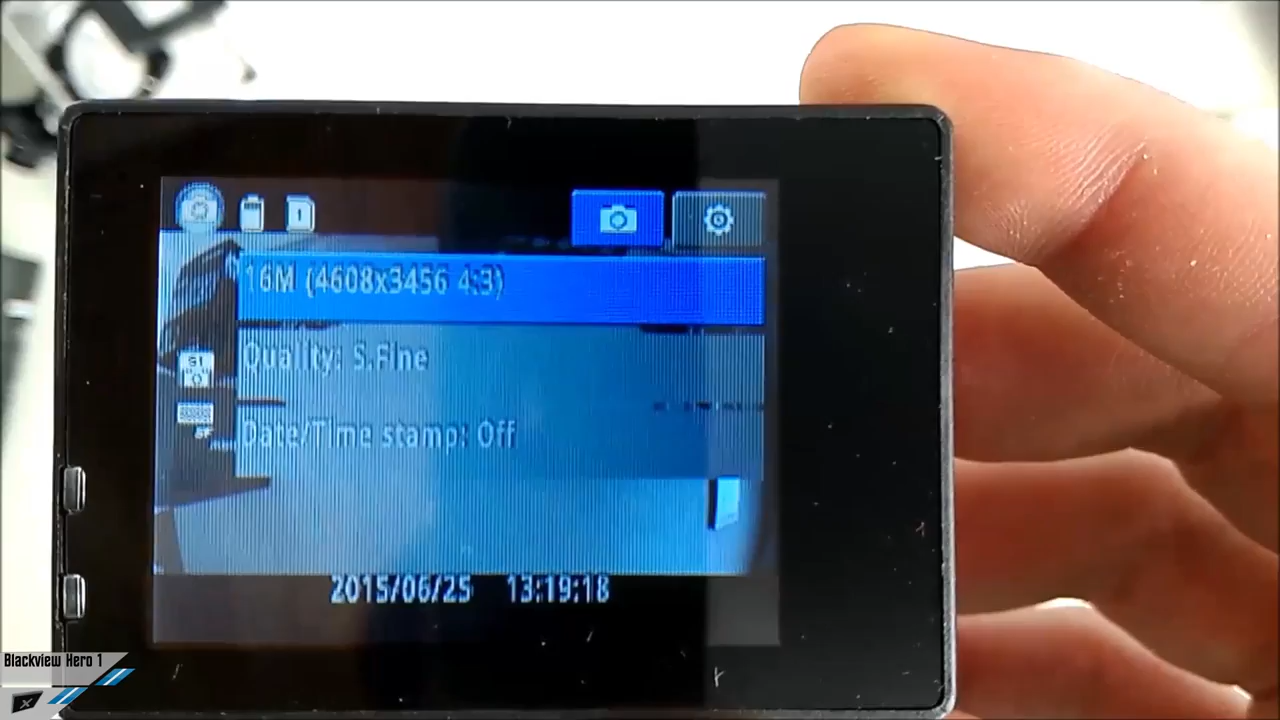 1
16M (4608x3456 4:3)
Quality: S.Fine
Date/Time stamp: Off
2015/06/25 13:19:18
Blackview Hero 1